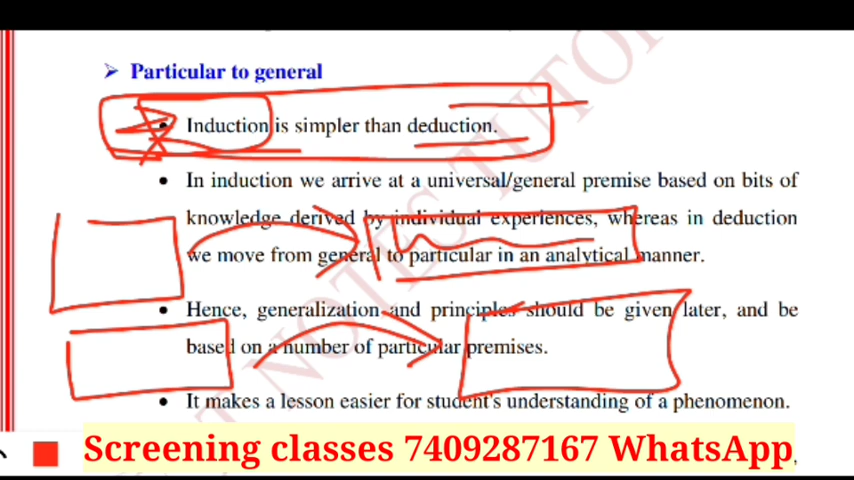 ➢ Particular to general
• Induction is simpler than deduction.
• In induction we arrive at a universal/general premise based on bits of
knowledge derived by individual experiences, whereas in deduction
we move from general to particular in an analytical manner.
• Hence, generalization and principles should be given later, and be
based on a number of particular premises.
• It makes a lesson easier for student's understanding of a phenomenon.
Screening classes 7409287167 WhatsApp,
NOTES TUTOR